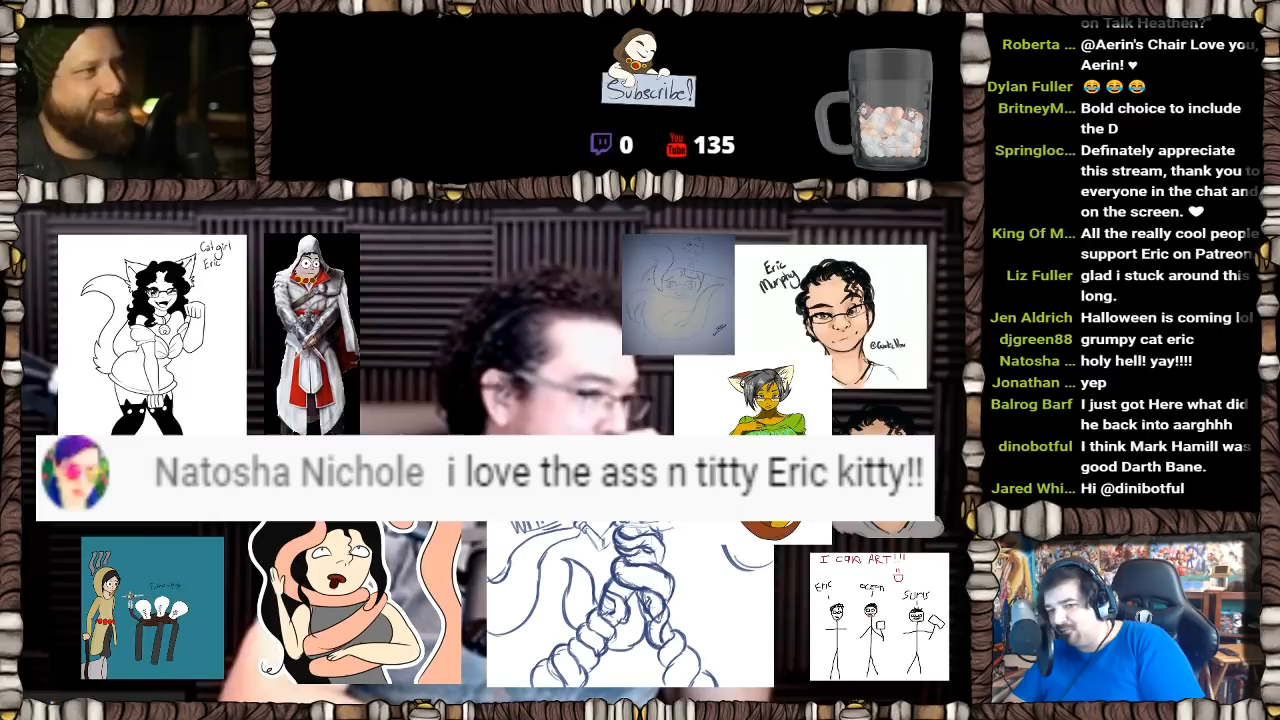 Subscribe!
0
You Tube 135
Cat girl
Eric
Eric
Murphy
Natosha Nichole i love the ass n titty Eric kitty!!
I CAN ART!!!
Eric
on Talk Heathen?"
Roberta ... @Aerin's Chair Love you,
Aerin! ♥
Dylan Fuller 😂 😂 😂
BritneyM... Bold choice to include
the D
Springloc... Definately appreciate
this stream, thank you to
everyone in the chat and
on the screen. ❤
King Of M... All the really cool people
support Eric on Patreon
Liz Fuller glad i stuck around this
long.
Jen Aldrich Halloween is coming lol
djgreen88 grumpy cat eric
Natosha ... holy hell! yay!!!!
Jonathan ... yep
Balrog Barf I just got Here what did
he back into aarghhh
dinobotful I think Mark Hamill was
good Darth Bane.
Jared Whi... Hi @dinibotful